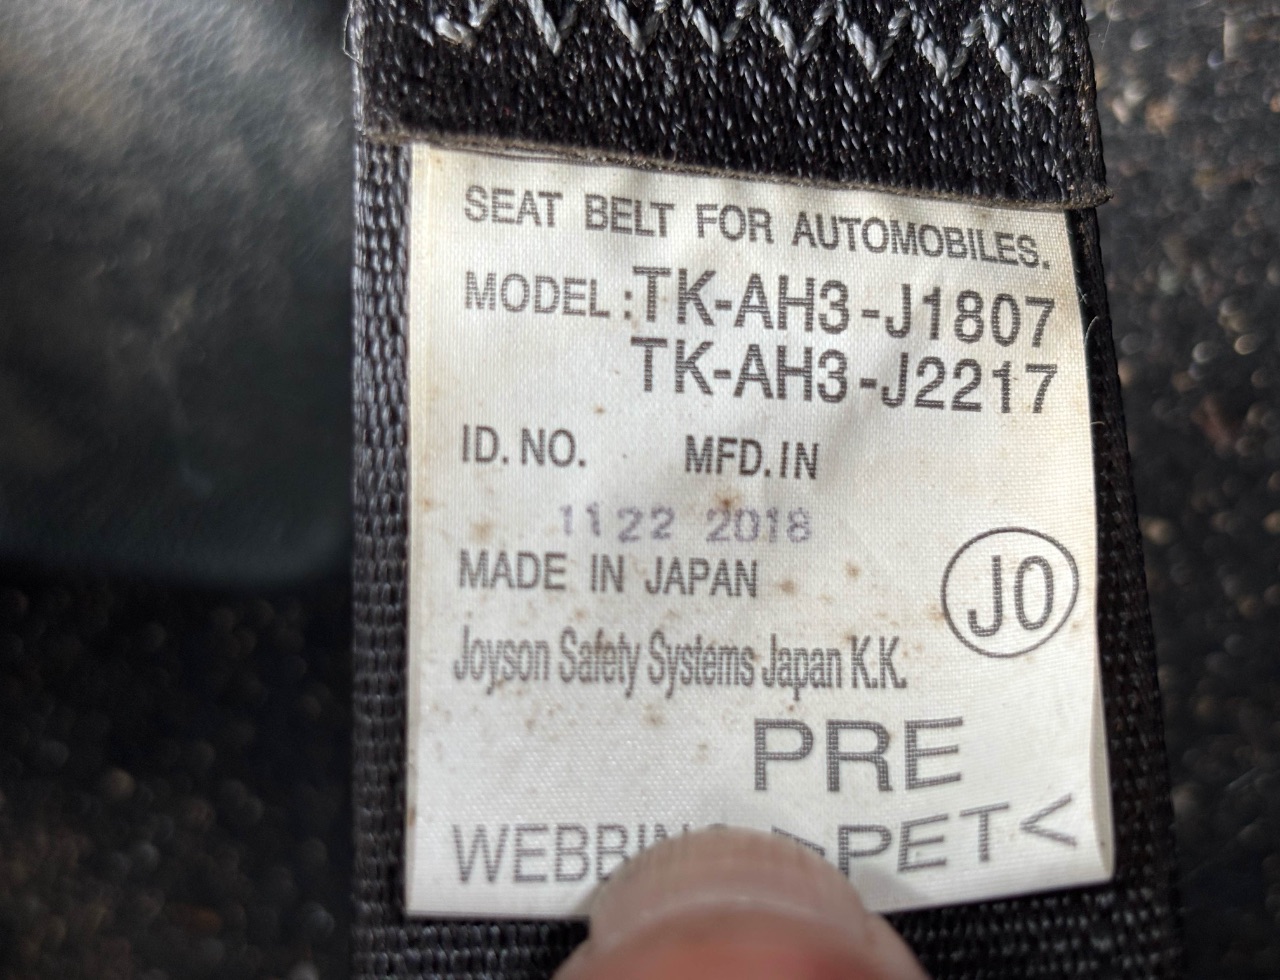 SEAT BELT FOR AUTOMOBILES.
MODEL:TK-AH3-J1807
TK-AH3-J2217
ID. NO. MFD. IN
1122 2018
MADE IN JAPAN
JO
Joyson Safety Systems Japan K.K.
PRE
>PET<